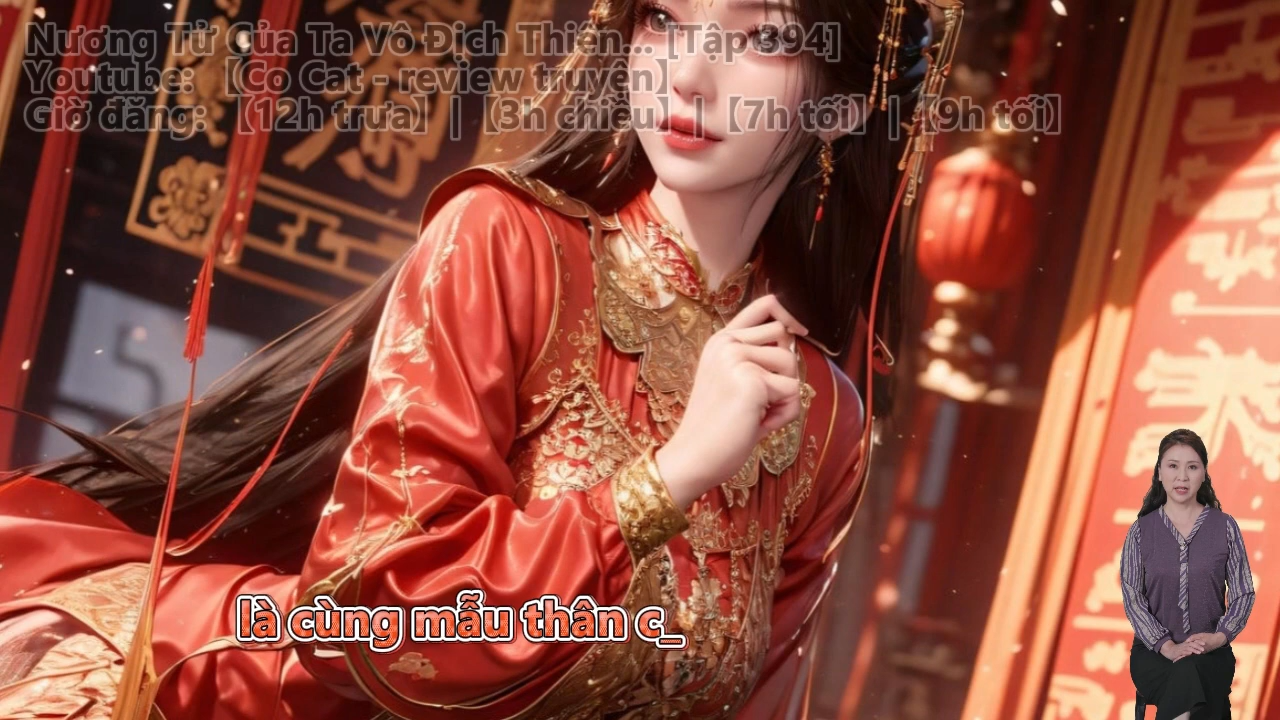 Nương Tử Của Ta Vô Địch Thiên... [Tập 394]
Youtube: [Cọ Cat - review truyện]
Giờ đăng: [12h trưa] | [3h chiều] | [7h tối] | [9h tối]
là cùng mẫu thân c_